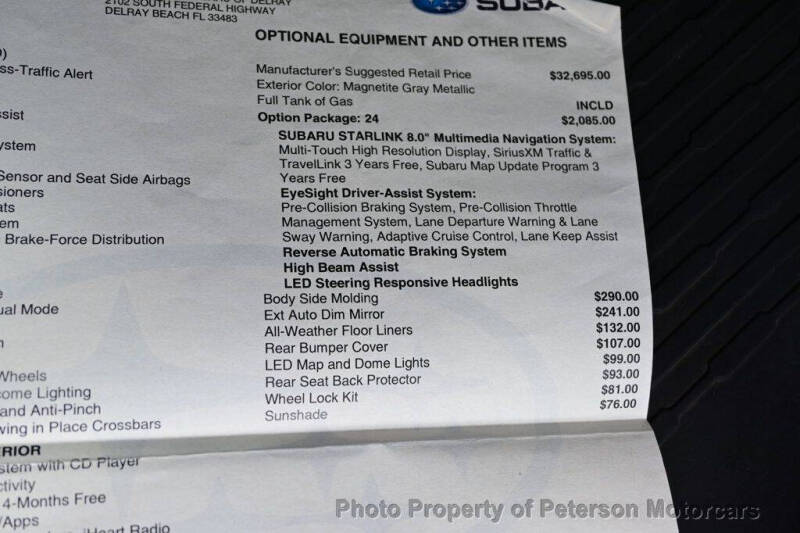 2102 SOUTH FEDERAL HIGHWAY
DELRAY BEACH FL 33483
SUBA
ss-Traffic Alert
sist
ystem
Sensor and Seat Side Airbags
sioners
ats
em
Brake-Force Distribution
e
ual Mode
n
Wheels
come Lighting
and Anti-Pinch
wing in Place Crossbars
RIOR
stem with CD Player
ctivity
4-Months Free
/Apps
iHeart Radio
OPTIONAL EQUIPMENT AND OTHER ITEMS
Manufacturer's Suggested Retail Price $32,695.00
Exterior Color: Magnetite Gray Metallic
Full Tank of Gas INCLD
Option Package: 24 $2,085.00
SUBARU STARLINK 8.0" Multimedia Navigation System:
Multi-Touch High Resolution Display, SiriusXM Traffic &
TravelLink 3 Years Free, Subaru Map Update Program 3
Years Free
EyeSight Driver-Assist System:
Pre-Collision Braking System, Pre-Collision Throttle
Management System, Lane Departure Warning & Lane
Sway Warning, Adaptive Cruise Control, Lane Keep Assist
Reverse Automatic Braking System
High Beam Assist
LED Steering Responsive Headlights
Body Side Molding $290.00
Ext Auto Dim Mirror $241.00
All-Weather Floor Liners $132.00
Rear Bumper Cover $107.00
LED Map and Dome Lights $99.00
Rear Seat Back Protector $93.00
Wheel Lock Kit $81.00
Sunshade $76.00
Photo Property of Peterson Motorcars